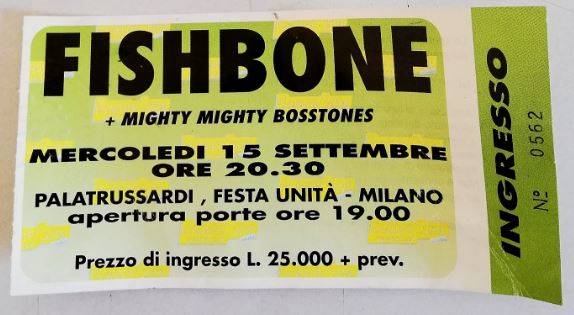 FISHBONE
+ MIGHTY MIGHTY BOSSTONES
MERCOLEDI 15 SETTEMBRE
ORE 20.30
PALATRUSSARDI , FESTA UNITÀ - MILANO
apertura porte ore 19.00
Prezzo di ingresso L. 25.000 + prev.
INGRESSO
Nº 0562